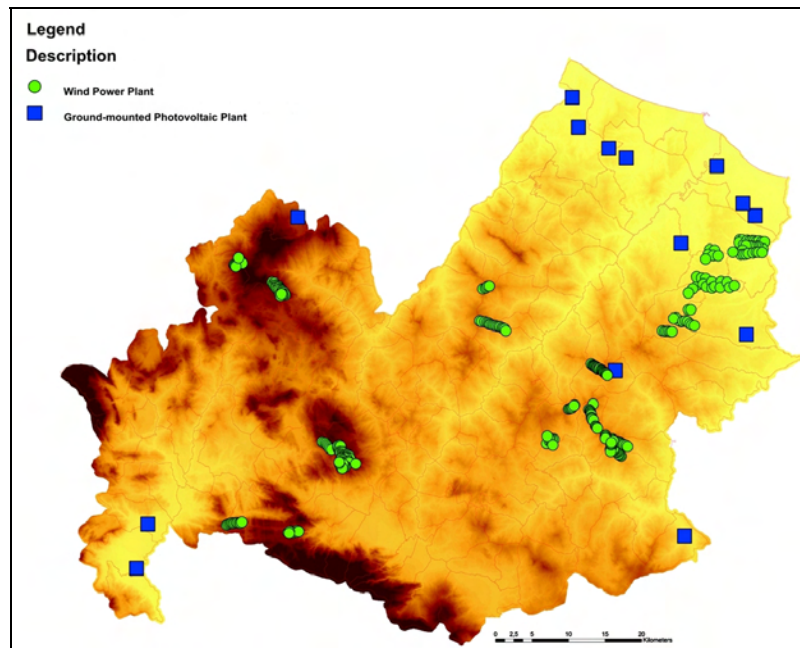 Legend
Description
Wind Power Plant
Ground-mounted Photovoltaic Plant
0 2,5 5 10 15 20
Kilometers